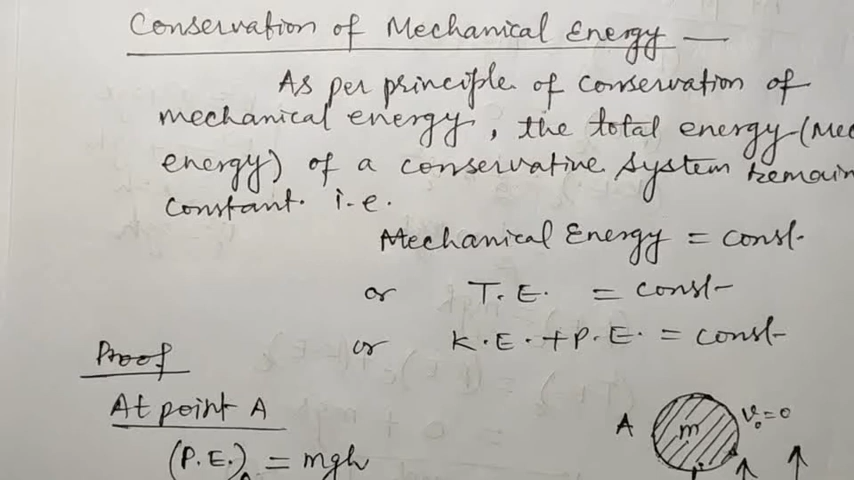 Conservation of Mechanical Energy —
As per principle of conservation of
mechanical energy, the total energy (Mec
energy) of a conservative system remain
constant. i.e.
Mechanical Energy = const.
or T.E. = const.
or K.E. + P.E. = const.
Proof
At point A
(P.E.)A = mgh
A m v₀=0